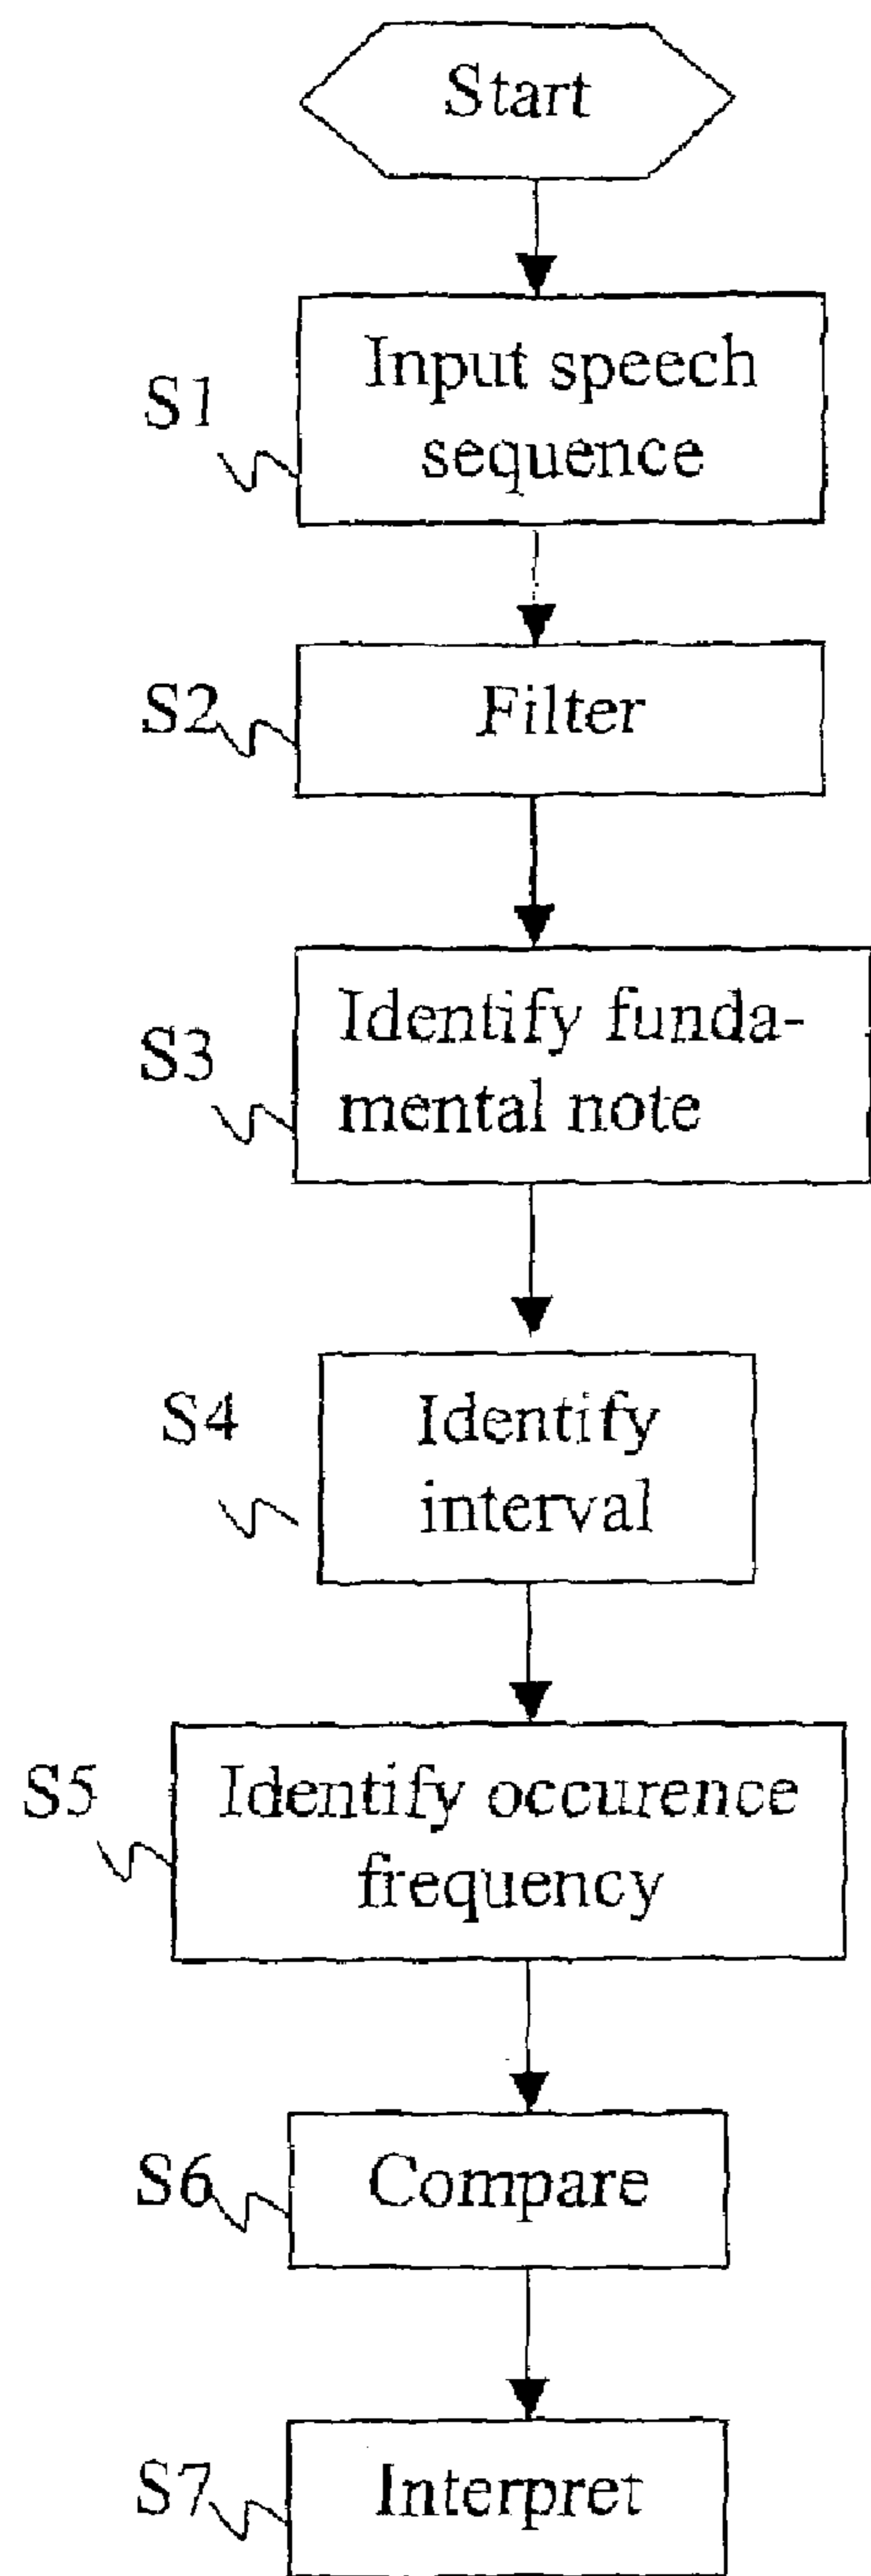 Start
S1
Input speech
sequence
S2
Filter
S3
Identify funda-
mental note
S4
Identify
interval
S5
Identify occurence
frequency
S6
Compare
S7
Interpret